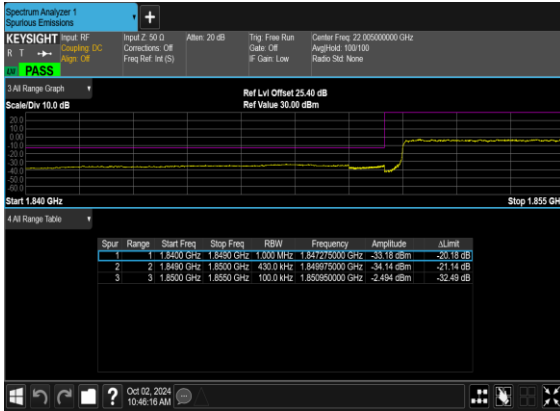 Spectrum Analyzer 1
Spurious Emissions
KEYSIGHT Input: RF Input Z: 50 Ω Atten: 20 dB Trig: Free Run Center Freq: 22.005000000 GHz
R T Coupling: DC Corrections: Off Gate: Off Avg|Hold: 100/100
Align: Off Freq Ref: Int (S) IF Gain: Low Radio Std: None
PASS
3 All Range Graph Ref Lvl Offset 25.40 dB
Scale/Div 10.0 dB Ref Value 30.00 dBm
20.0
10.0
0.00
-10.0
-20.0
-30.0
-40.0
-50.0
-60.0
Start 1.840 GHz Stop 1.855 GH
4 All Range Table
Spur Range Start Freq Stop Freq RBW Frequency Amplitude ΔLimit
1 1 1.8400 GHz 1.8490 GHz 1.000 MHz 1.847275000 GHz -33.18 dBm -20.18 dB
2 2 1.8490 GHz 1.8500 GHz 430.0 kHz 1.849975000 GHz -34.14 dBm -21.14 dB
3 3 1.8500 GHz 1.8550 GHz 100.0 kHz 1.850950000 GHz -2.494 dBm -32.49 dB
Oct 02, 2024
10:46:16 AM